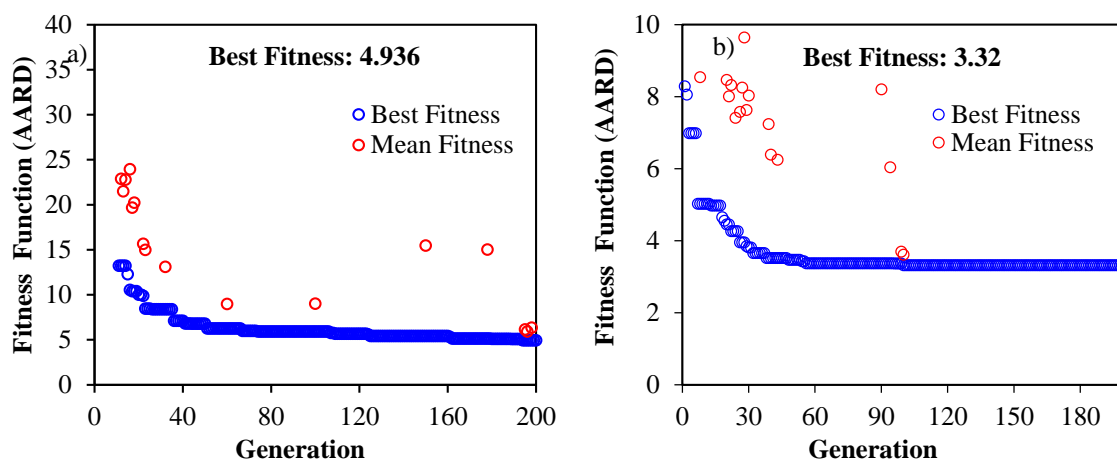 a)
Best Fitness: 4.936
Best Fitness
Mean Fitness
Fitness Function (AARD)
40
35
30
25
20
15
10
5
0
0 40 80 120 160 200
Generation
b)
Best Fitness: 3.32
Best Fitness
Mean Fitness
Fitness Function (AARD)
10
8
6
4
2
0
0 30 60 90 120 150 180
Generation